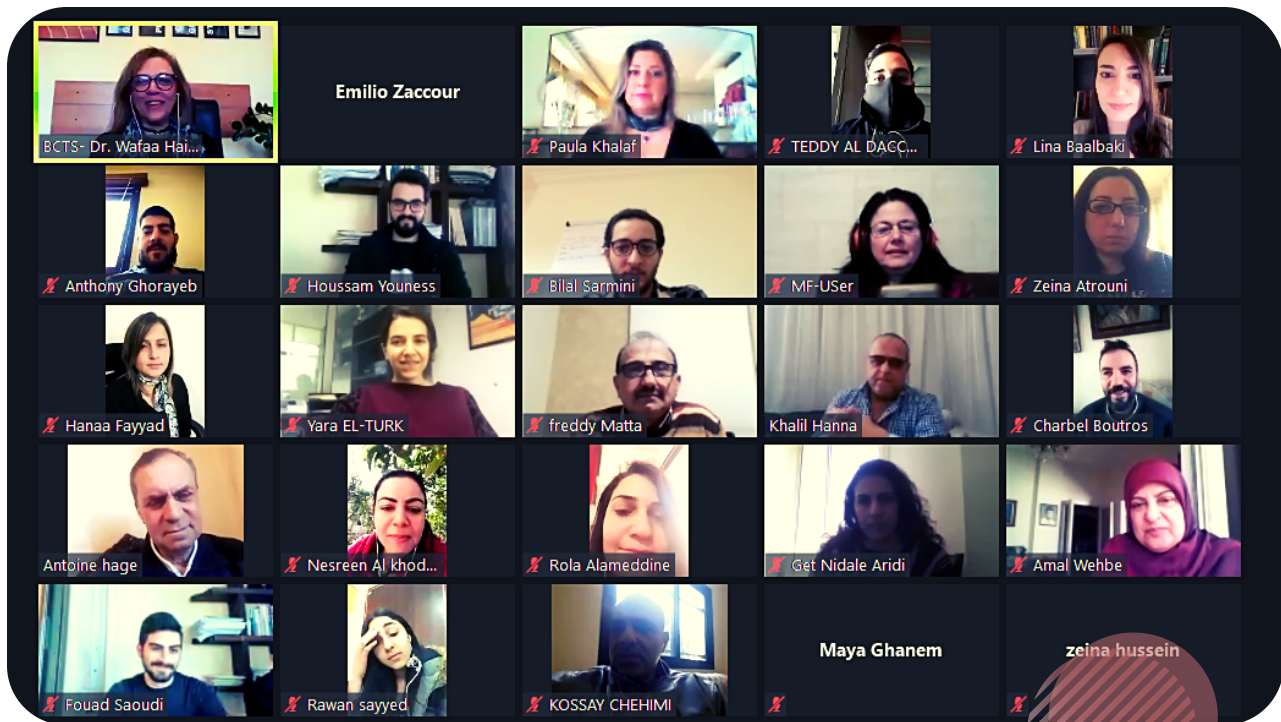 BCTS- Dr. Wafaa Hai...
Emilio Zaccour
Paula Khalaf
TEDDY AL DACC...
Lina Baalbaki
Anthony Ghorayeb
Houssam Youness
Bilal Sarmini
MF-USer
Zeina Atrouni
Hanaa Fayyad
Yara EL-TURK
freddy Matta
Khalil Hanna
Charbel Boutros
Antoine hage
Nesreen Al khod...
Rola Alameddine
Get Nidale Aridi
Amal Wehbe
Fouad Saoudi
Rawan sayyed
KOSSAY CHEHIMI
Maya Ghanem
zeina hussein